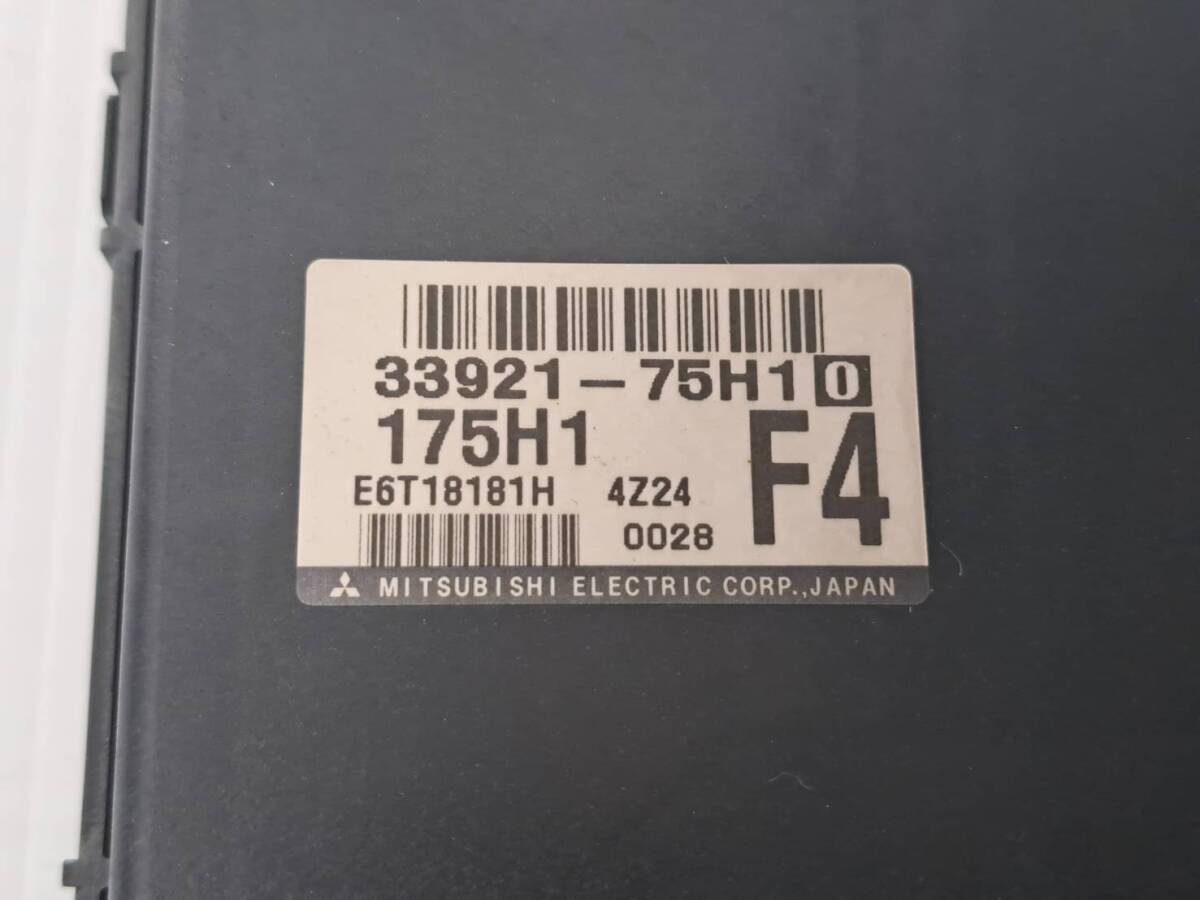 33921-75H10
175H1
F4
E6T18181H 4Z24
0028
MITSUBISHI ELECTRIC CORP.,JAPAN